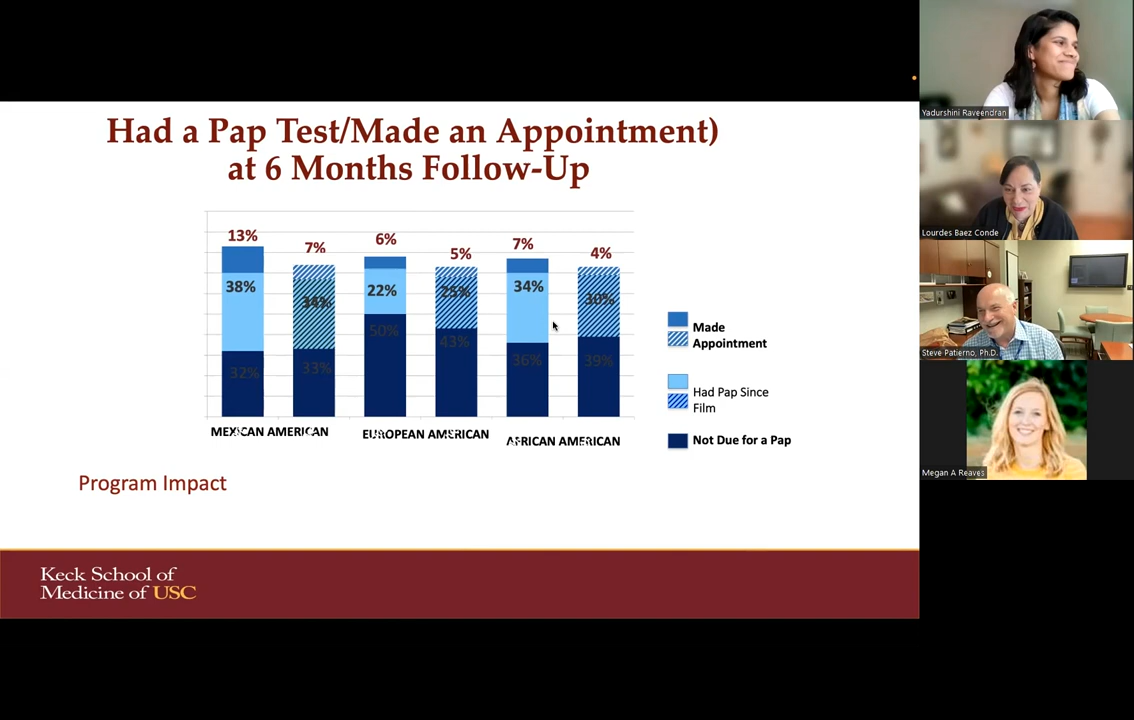 Had a Pap Test/Made an Appointment)
at 6 Months Follow-Up
13%
7%
6%
5%
7%
4%
38%
22%
25%
34%
30%
32%
33%
50%
43%
36%
39%
MEXICAN AMERICAN
EUROPEAN AMERICAN
AFRICAN AMERICAN
Made
Appointment
Had Pap Since
Film
Not Due for a Pap
Program Impact
Keck School of
Medicine of USC
Yadurshini Raveendran
Lourdes Baez Conde
Steve Patierno, Ph.D.
Megan A Reaves